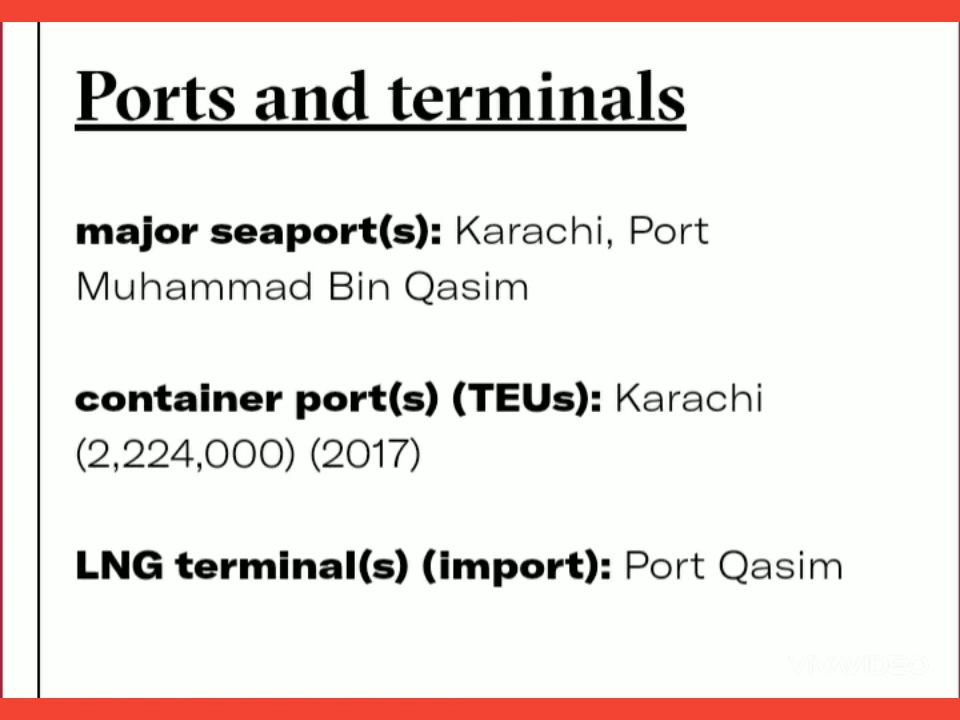 Ports and terminals
major seaport(s): Karachi, Port
Muhammad Bin Qasim
container port(s) (TEUs): Karachi
(2,224,000) (2017)
LNG terminal(s) (import): Port Qasim
VIVAVIDEO